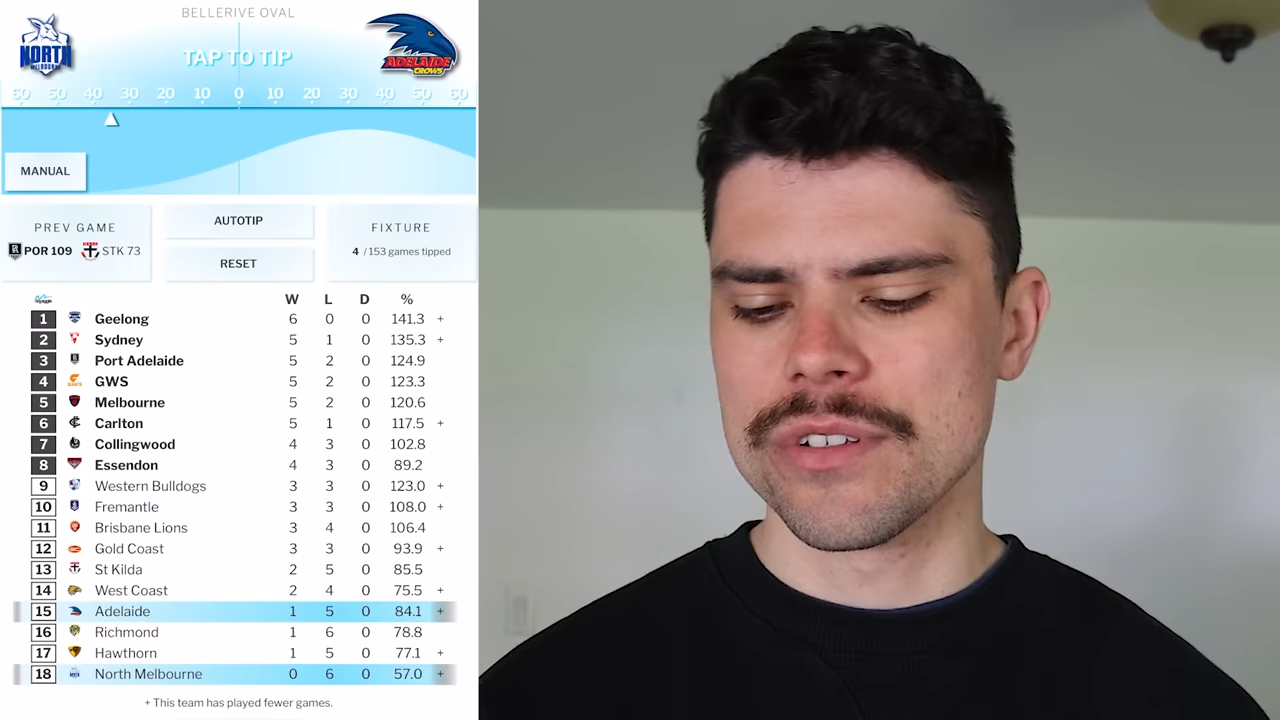 BELLERIVE OVAL
NORTH
MELBOURNE
TAP TO TIP
ADELAIDE
CROWS
60 50 40 30 20 10 0 10 20 30 40 50 60
MANUAL
PREV GAME
POR 109 STK 73
AUTOTIP
RESET
FIXTURE
4 / 153 games tipped
W L D %
1 Geelong 6 0 0 141.3 +
2 Sydney 5 1 0 135.3 +
3 Port Adelaide 5 2 0 124.9
4 GWS 5 2 0 123.3
5 Melbourne 5 2 0 120.6
6 Carlton 5 1 0 117.5 +
7 Collingwood 4 3 0 102.8
8 Essendon 4 3 0 89.2
9 Western Bulldogs 3 3 0 123.0 +
10 Fremantle 3 3 0 108.0 +
11 Brisbane Lions 3 4 0 106.4
12 Gold Coast 3 3 0 93.9 +
13 St Kilda 2 5 0 85.5
14 West Coast 2 4 0 75.5 +
15 Adelaide 1 5 0 84.1 +
16 Richmond 1 6 0 78.8
17 Hawthorn 1 5 0 77.1 +
18 North Melbourne 0 6 0 57.0 +
+ This team has played fewer games.